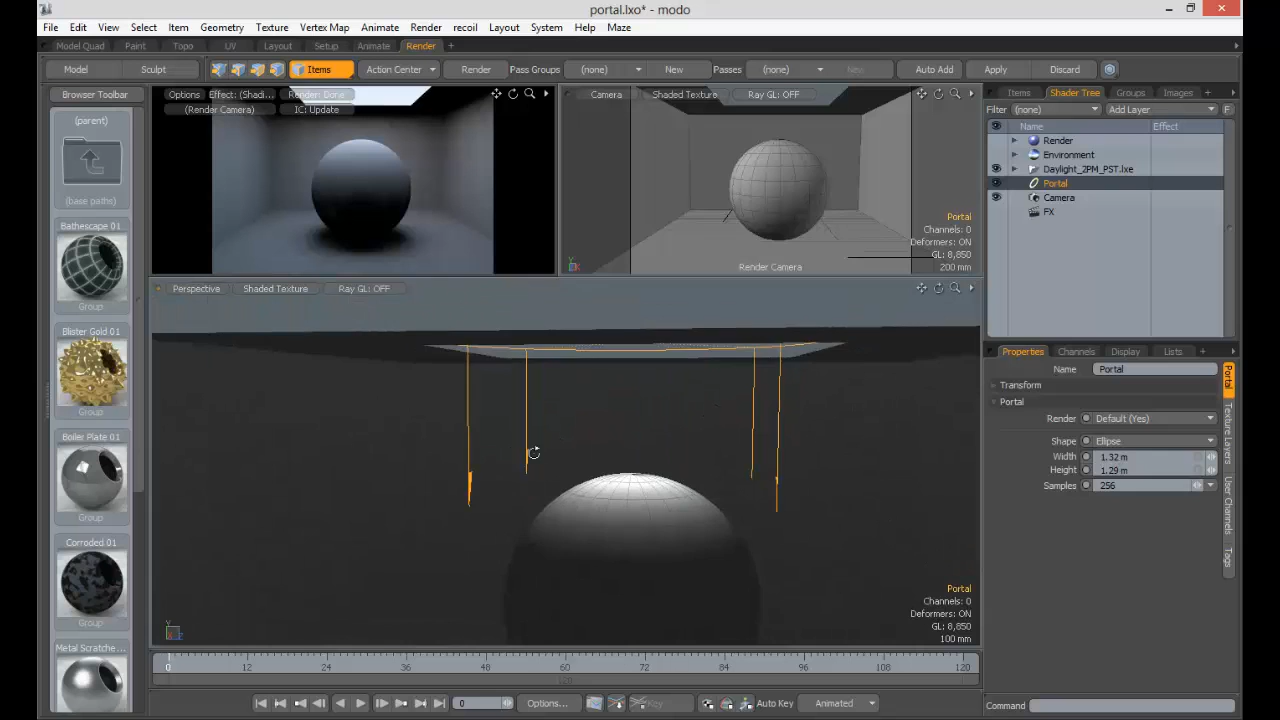 portal.lxo* - modo
File Edit View Select Item Geometry Texture Vertex Map Animate Render recoil Layout System Help Maze
Model Quad Paint Topo UV Layout Setup Animate Render +
Model Sculpt Items Action Center Render Pass Groups (none) New Passes (none) New Auto Add Apply Discard
Browser Toolbar
(parent)
(base paths)
Bathescape 01
Group
Blister Gold 01
Group
Boiler Plate 01
Group
Corroded 01
Group
Metal Scratche...
Options Effect: (Shadi... Render: Done
(Render Camera) IC: Update
Camera Shaded Texture Ray GL: OFF
Portal
Channels: 0
Deformers: ON
GL: 8,850
200 mm
Render Camera
Perspective Shaded Texture Ray GL: OFF
Portal
Channels: 0
Deformers: ON
GL: 8,850
100 mm
Items Shader Tree Groups Images +
Filter (none) Add Layer F
Name Effect
Render
Environment
Daylight_2PM_PST.lxe
Portal
Camera
FX
Properties Channels Display Lists +
Name Portal
Transform
Portal
Render Default (Yes)
Shape Ellipse
Width 1.32 m
Height 1.29 m
Samples 256
Portal
Texture Layers
User Channels
Tags
0 12 24 36 48 60 72 84 96 108 120
120
0 Options... Key Auto Key Animated
Command